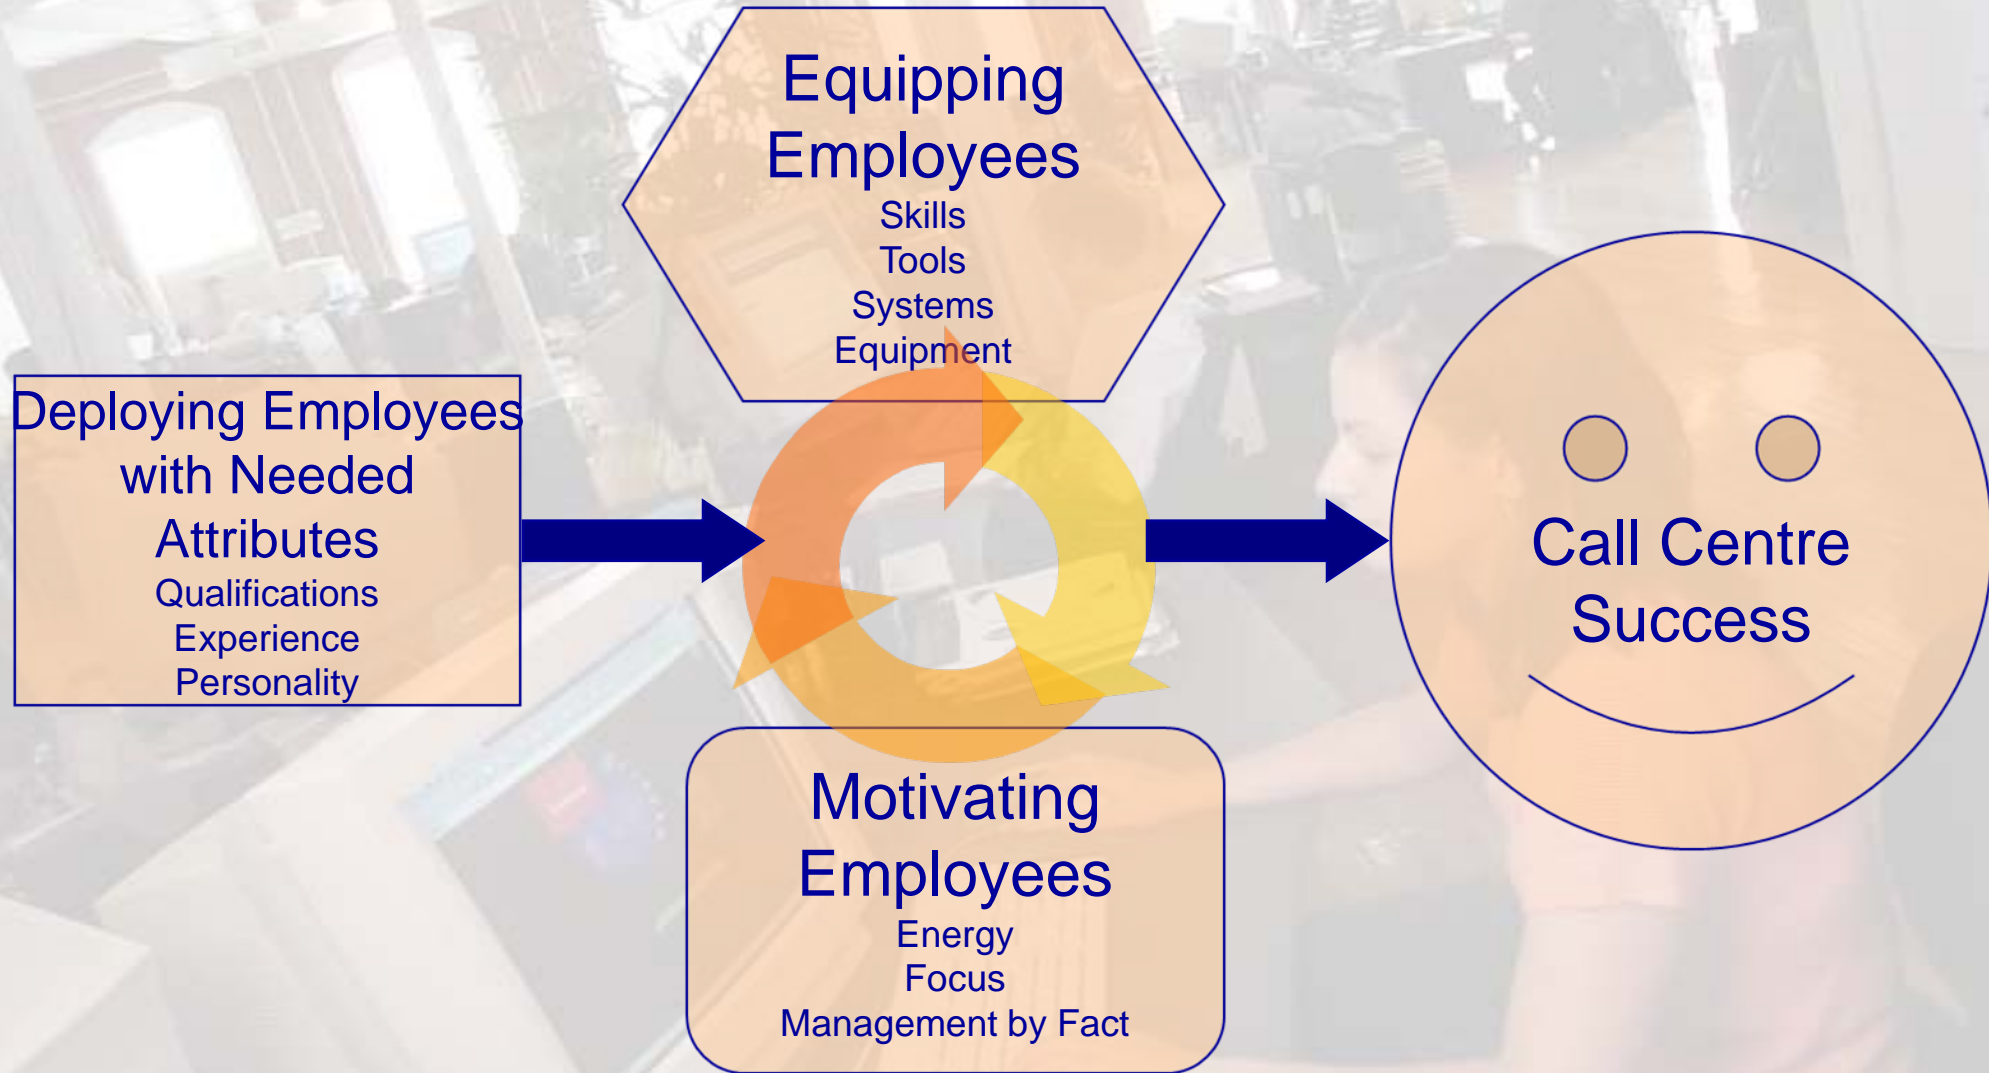 Equipping
Employees
Skills
Tools
Systems
Equipment
Deploying Employees
with Needed
Attributes
Qualifications
Experience
Personality
Motivating
Employees
Energy
Focus
Management by Fact
Call Centre
Success